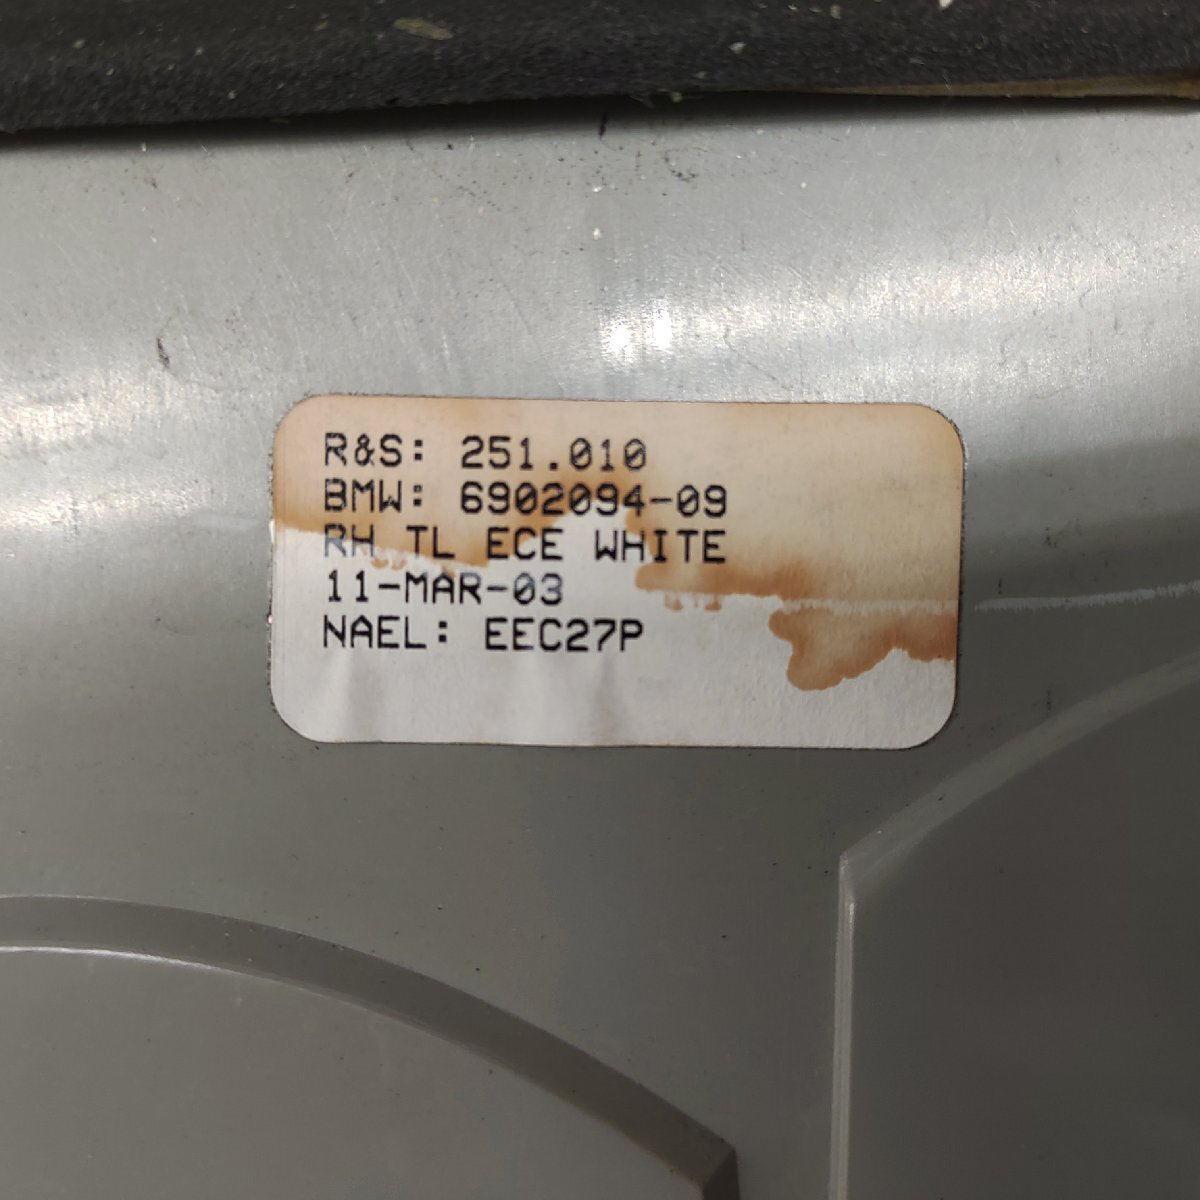 R&S: 251.010
BMW: 6902094-09
RH TL ECE WHITE
11-MAR-03
NAEL: EEC27P